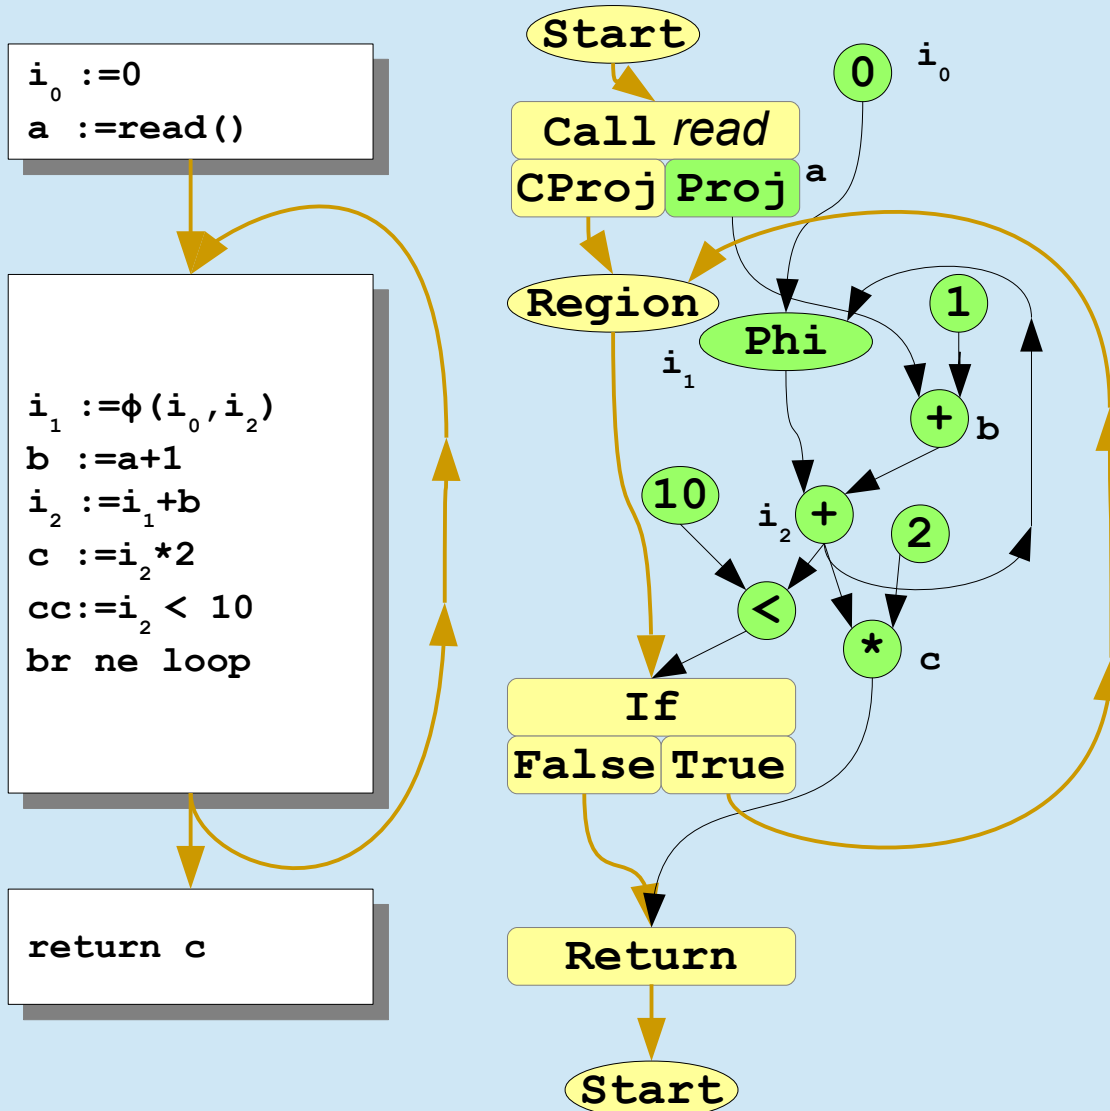 i₀ :=0
a :=read()
i₁ :=ϕ(i₀,i₂)
b :=a+1
i₂ :=i₁+b
c :=i₂*2
cc:=i₂ < 10
br ne loop
return c
Start
0
i₀
Call read
CProj
Proj
a
Region
Phi
i₁
1
+
b
10
i₂
+
2
<
*
c
If
False
True
Return
Start